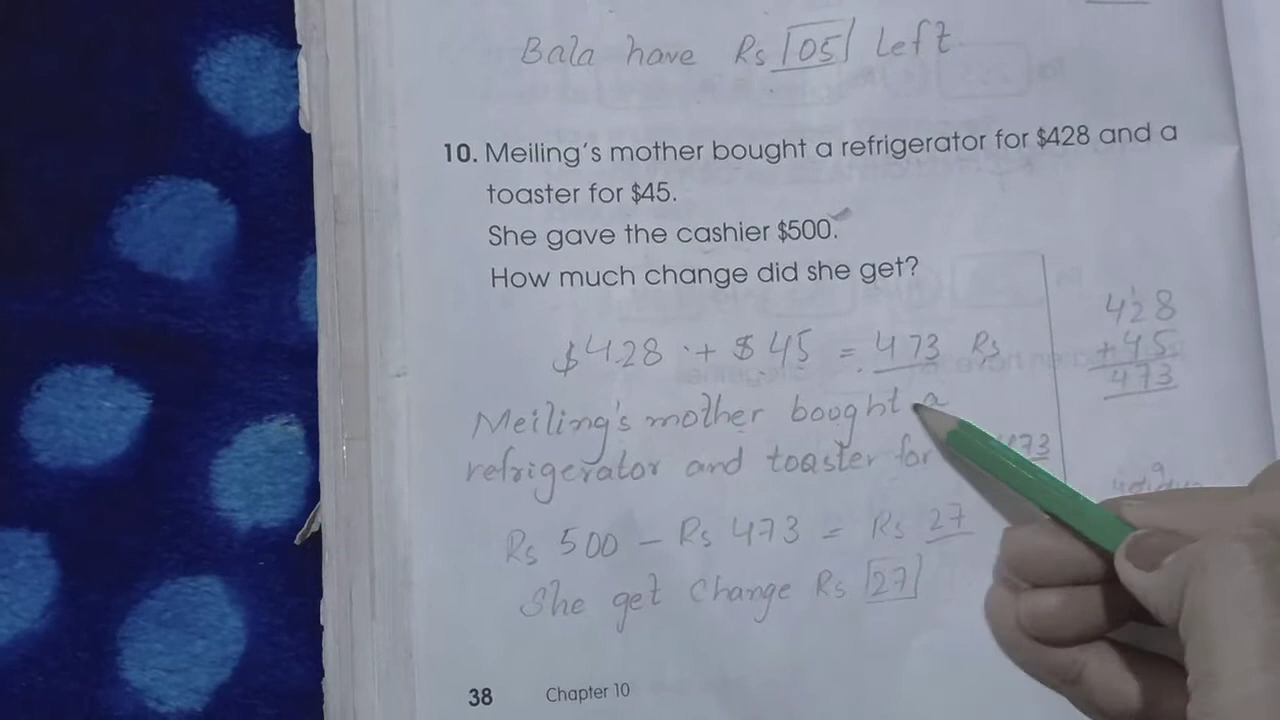 Bala have Rs 105 Left
10. Meiling's mother bought a refrigerator for $428 and a
toaster for $45.
She gave the cashier $500.
How much change did she get?
$428 + $45 = 473 Rs
Meiling's mother bought a
refrigerator and toaster for 473
Rs 500 - Rs 473 = Rs 27
She get Change Rs 27
428
+45
473
38 Chapter 10